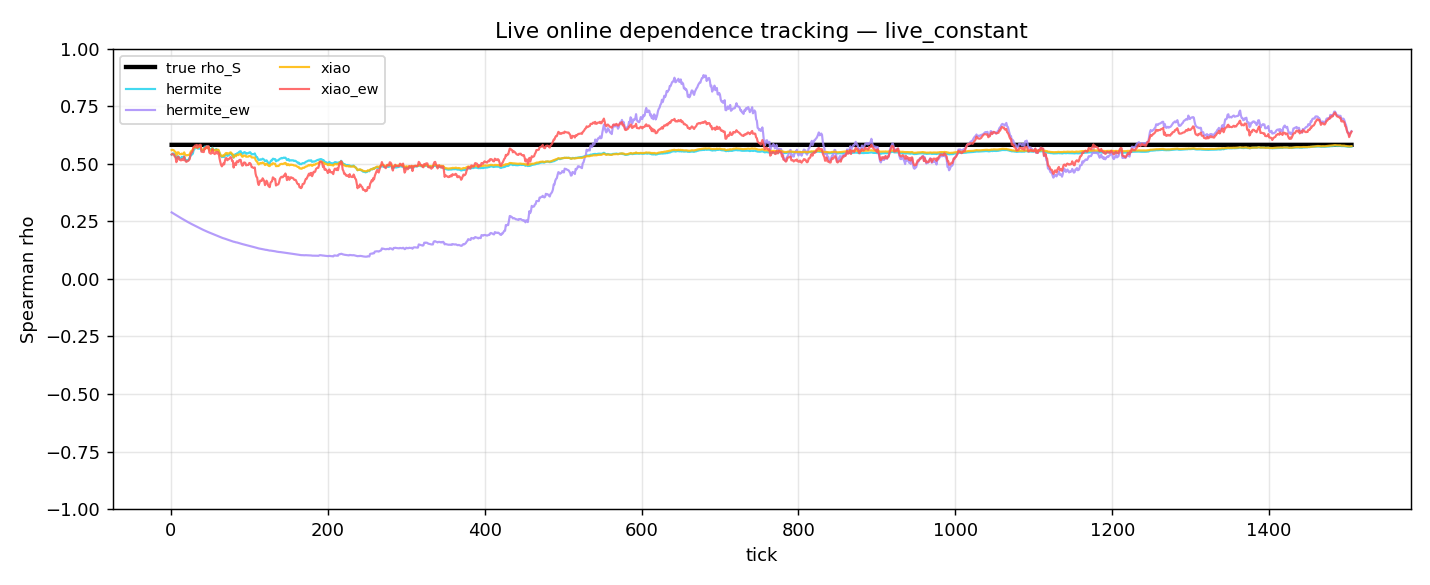 Live online dependence tracking — live_constant
1.00
0.75
0.50
0.25
0.00
−0.25
−0.50
−0.75
−1.00
Spearman rho
true rho_S
hermite
hermite_ew
xiao
xiao_ew
0 200 400 600 800 1000 1200 1400
tick